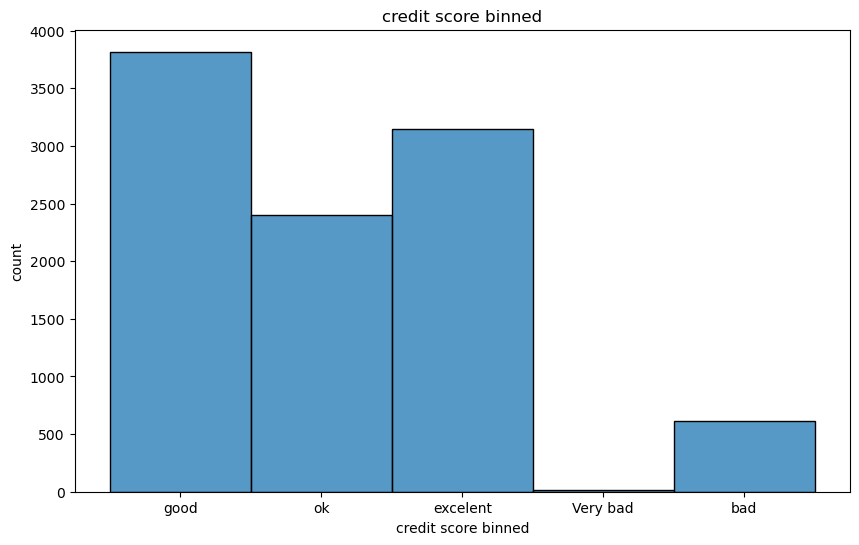 credit score binned
4000
3500
3000
2500
2000
1500
1000
500
0
count
good ok excelent Very bad bad
credit score binned